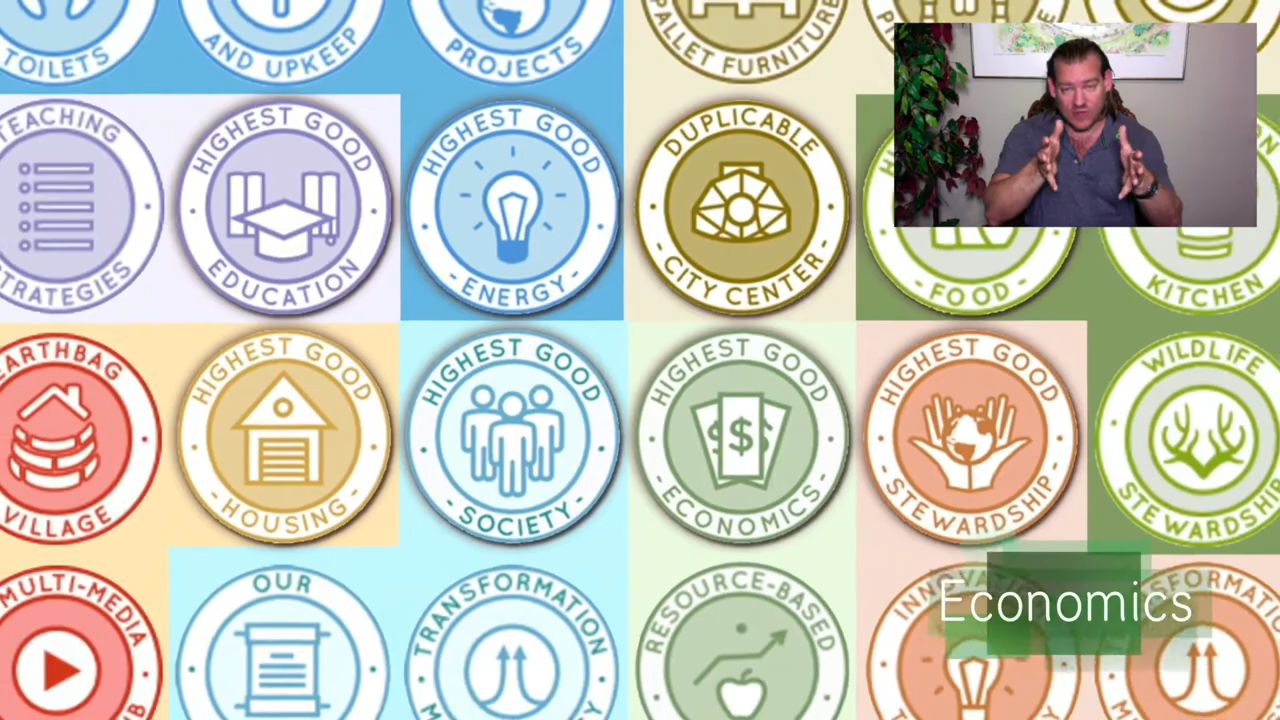 TOILETS
AND UPKEEP
PROJECTS
PALLET FURNITURE
TEACHING
STRATEGIES
HIGHEST GOOD
EDUCATION
HIGHEST GOOD
- ENERGY -
DUPLICABLE
- CITY CENTER -
- FOOD -
KITCHEN
EARTHBAG
VILLAGE
HIGHEST GOOD
- HOUSING -
HIGHEST GOOD
- SOCIETY -
HIGHEST GOOD
$ $ $
- ECONOMICS -
HIGHEST GOOD
- STEWARDSHIP -
WILDLIFE
STEWARDSHIP
Economics
MULTI-MEDIA
OUR
TRANSFORMATION
RESOURCE-BASED